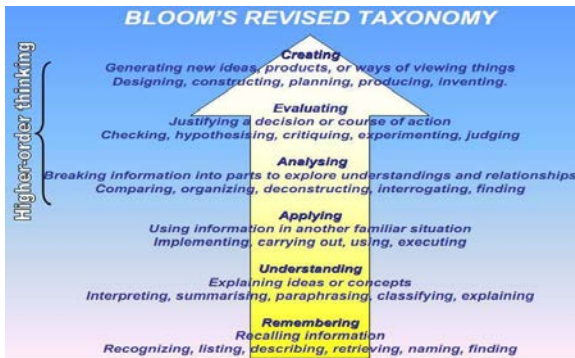 BLOOM'S REVISED TAXONOMY
Higher-order thinking
Creating
Generating new ideas, products, or ways of viewing things
Designing, constructing, planning, producing, inventing.
Evaluating
Justifying a decision or course of action
Checking, hypothesising, critiquing, experimenting, judging
Analysing
Breaking information into parts to explore understandings and relationships
Comparing, organizing, deconstructing, interrogating, finding
Applying
Using information in another familiar situation
Implementing, carrying out, using, executing
Understanding
Explaining ideas or concepts
Interpreting, summarising, paraphrasing, classifying, explaining
Remembering
Recalling information
Recognizing, listing, describing, retrieving, naming, finding